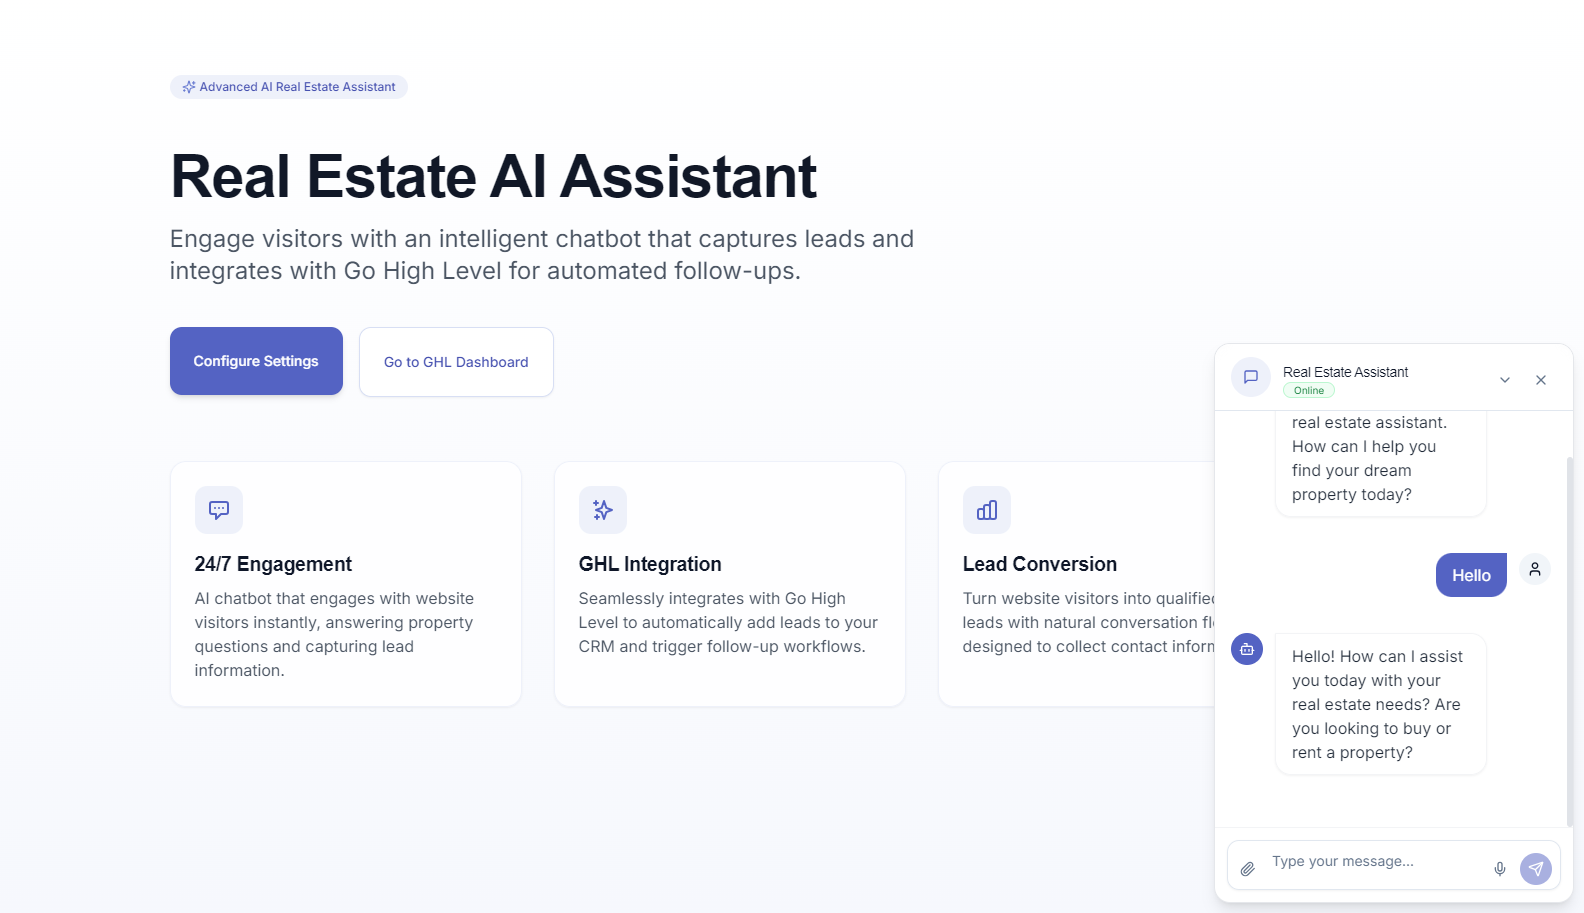 Advanced AI Real Estate Assistant
Real Estate AI Assistant
Engage visitors with an intelligent chatbot that captures leads and
integrates with Go High Level for automated follow-ups.
Configure Settings
Go to GHL Dashboard
24/7 Engagement
AI chatbot that engages with website
visitors instantly, answering property
questions and capturing lead
information.
GHL Integration
Seamlessly integrates with Go High
Level to automatically add leads to your
CRM and trigger follow-up workflows.
Lead Conversion
Turn website visitors into
leads with natural conversation
designed to collect contact
Real Estate Assistant
Online
real estate assistant.
How can I help you
find your dream
property today?
Hello
Hello! How can I assist
you today with your
real estate needs? Are
you looking to buy or
rent a property?
Type your message...